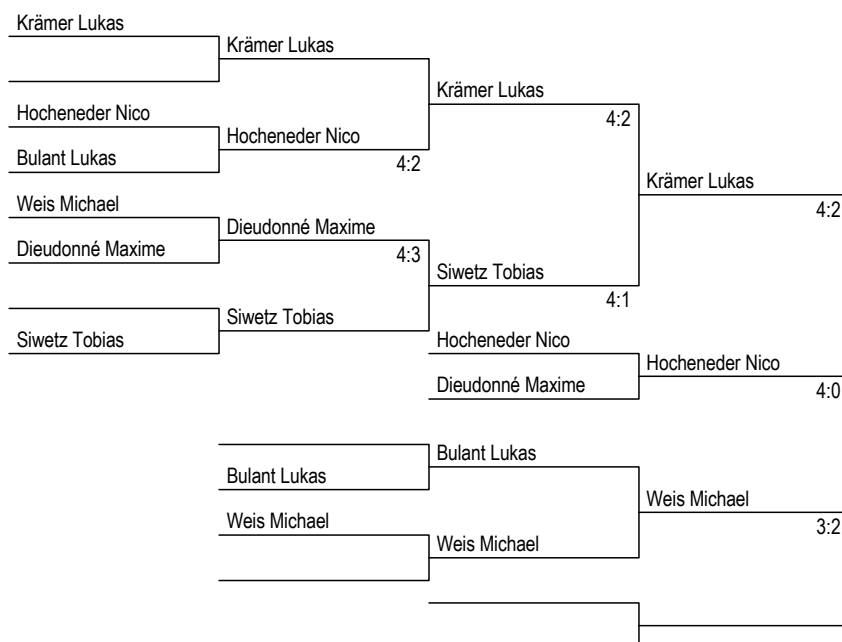 Krämer Lukas
Krämer Lukas
Krämer Lukas
4:2
Hocheneder Nico
Hocheneder Nico
4:2
Bulant Lukas
Krämer Lukas
4:2
Weis Michael
Dieudonné Maxime
4:3
Dieudonné Maxime
Siwetz Tobias
4:1
Siwetz Tobias
Siwetz Tobias
Hocheneder Nico
Hocheneder Nico
4:0
Dieudonné Maxime
Bulant Lukas
Bulant Lukas
Weis Michael
3:2
Weis Michael
Weis Michael